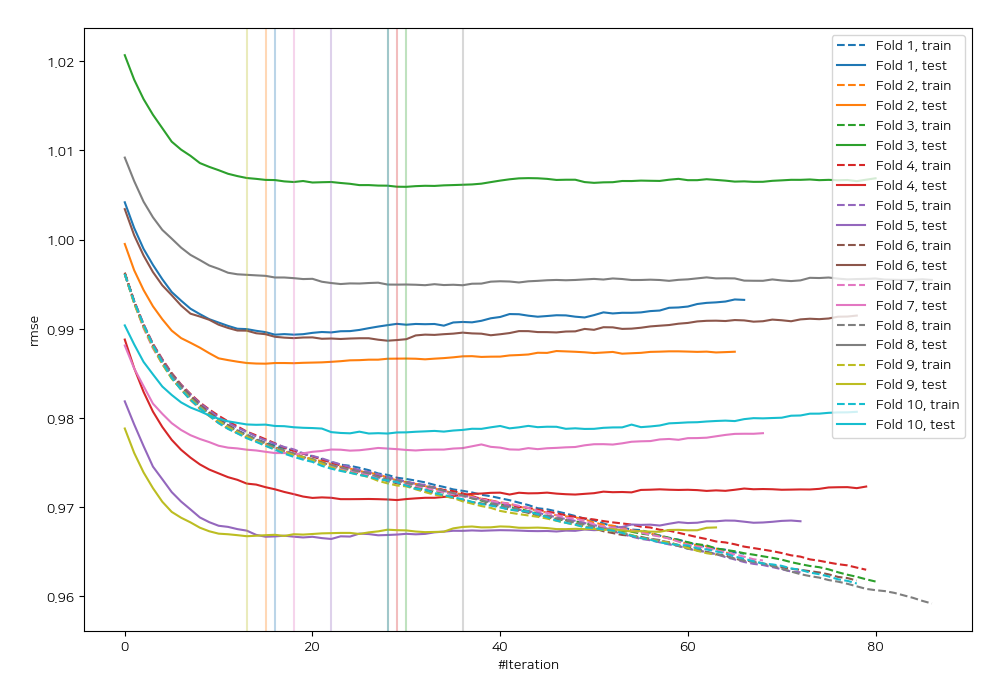 1,02
1,01
1,00
0,99
0,98
0,97
0,96
rmse
0
20
40
60
80
#Iteration
Fold 1, train
Fold 1, test
Fold 2, train
Fold 2, test
Fold 3, train
Fold 3, test
Fold 4, train
Fold 4, test
Fold 5, train
Fold 5, test
Fold 6, train
Fold 6, test
Fold 7, train
Fold 7, test
Fold 8, train
Fold 8, test
Fold 9, train
Fold 9, test
Fold 10, train
Fold 10, test